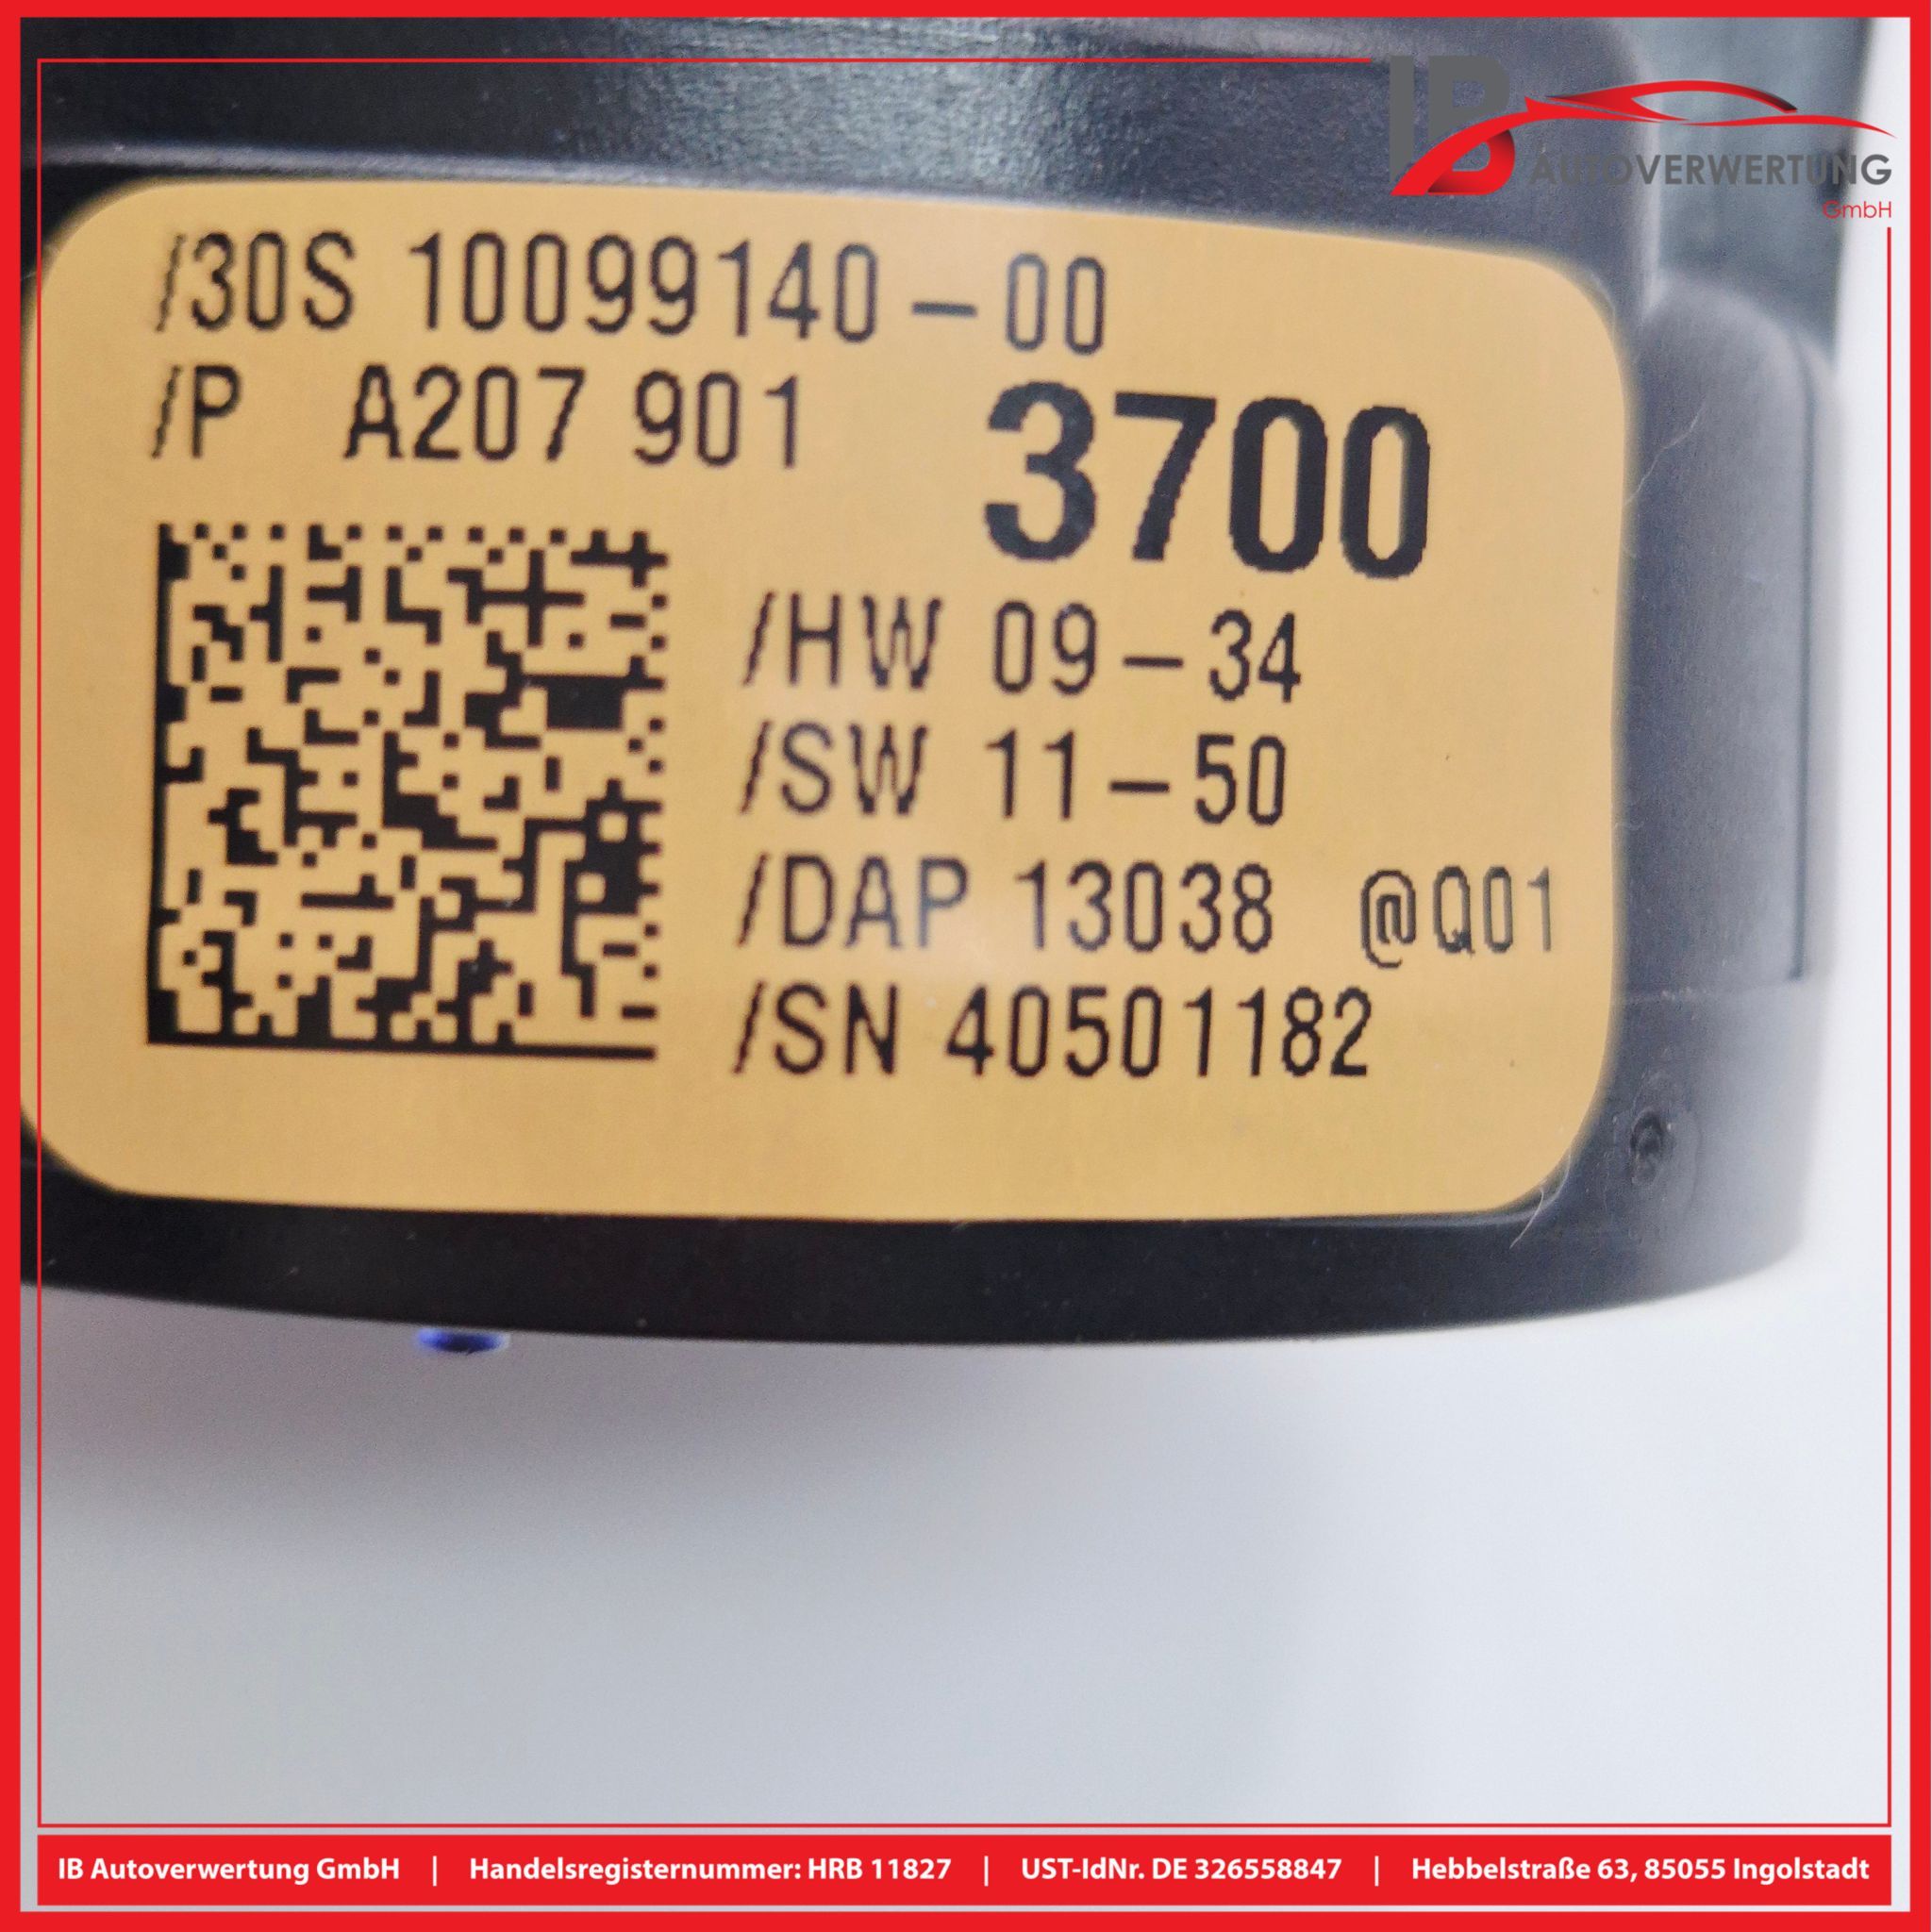 IB
AUTOVERWERTUNG
GmbH
/30S 10099140-00
/P A207 901 3700
/HW 09-34
/SW 11-50
/DAP 13038 @Q01
/SN 40501182
IB Autoverwertung GmbH | Handelsregisternummer: HRB 11827 | UST-IdNr. DE 326558847 | Hebbelstraße 63, 85055 Ingolstadt